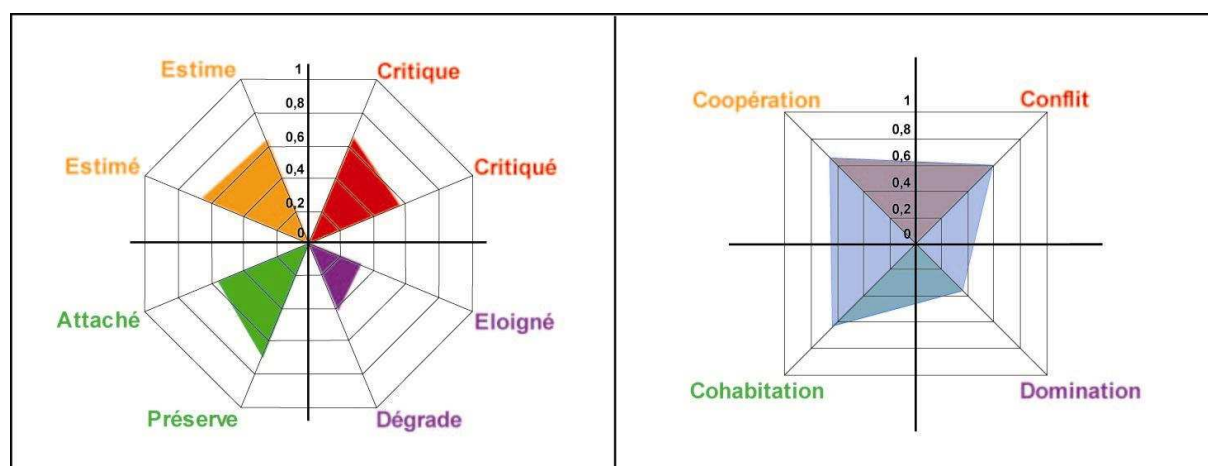 Estime
Critique
1
0,8
0,6
0,4
0,2
0
Estimé
Critiqué
Attaché
Eloigné
Préserve
Dégrade
Coopération
Conflit
1
0,8
0,6
0,4
0,2
0
Cohabitation
Domination